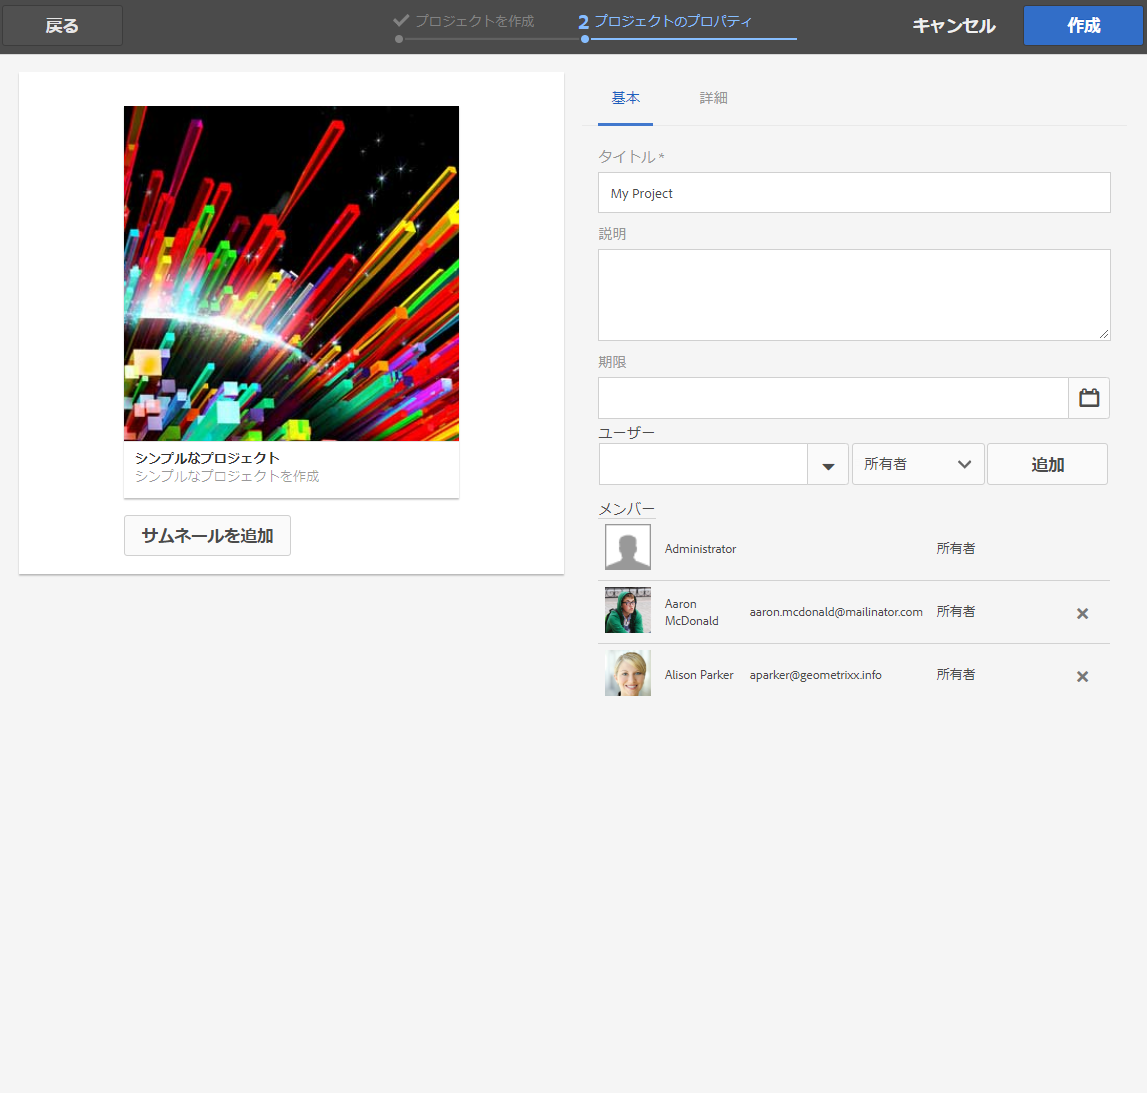 戻る
プロジェクトを作成
2 プロジェクトのプロパティ
キャンセル
作成
シンプルなプロジェクト
シンプルなプロジェクトを作成
サムネールを追加
基本
詳細
タイトル *
My Project
説明
期限
ユーザー
所有者
追加
メンバー
Administrator 所有者
Aaron McDonald aaron.mcdonald@mailinator.com 所有者
Alison Parker aparker@geometrixx.info 所有者